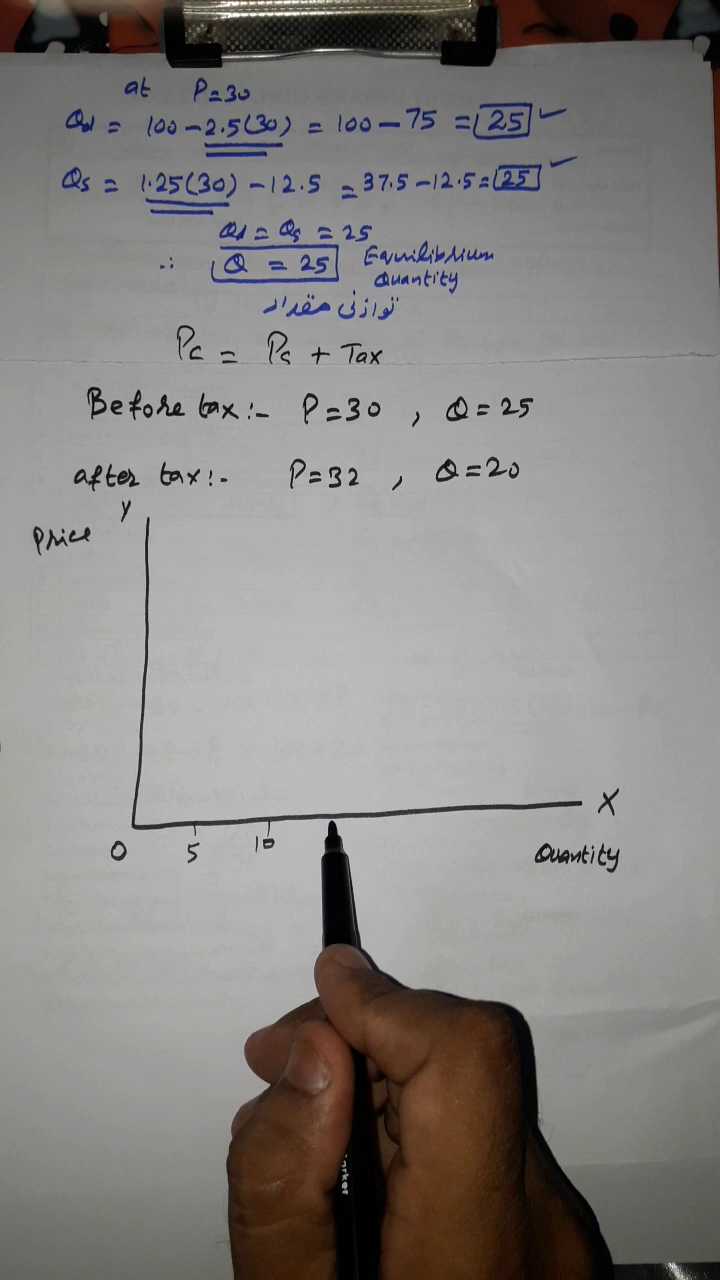 at P=30
Qd = 100-2.5(30) = 100-75 = 25
Qs = 1.25(30) -12.5 = 37.5-12.5=25
Qd = Qs = 25
∴ Q = 25 Equilibrium
Quantity
توازنی مقدار
Pc = Ps + Tax
Before tax:- P=30 , Q=25
after tax:- P=32 , Q=20
Y
Price
X
0 5 10
Quantity
arker